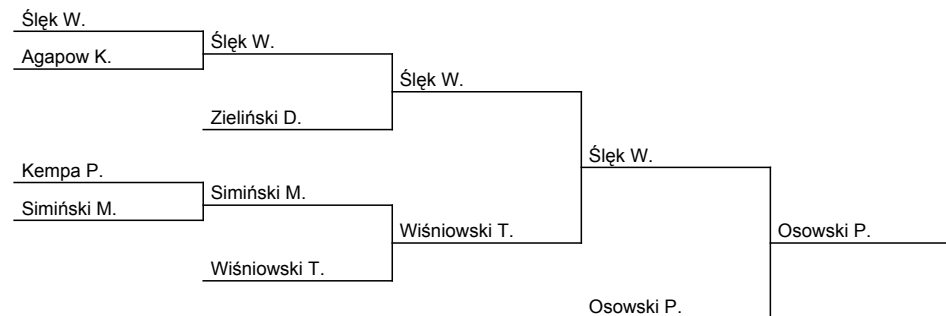 Ślęk W.
Agapow K.
Ślęk W.
Ślęk W.
Zieliński D.
Ślęk W.
Kempa P.
Simiński M.
Simiński M.
Wiśniowski T.
Osowski P.
Wiśniowski T.
Osowski P.